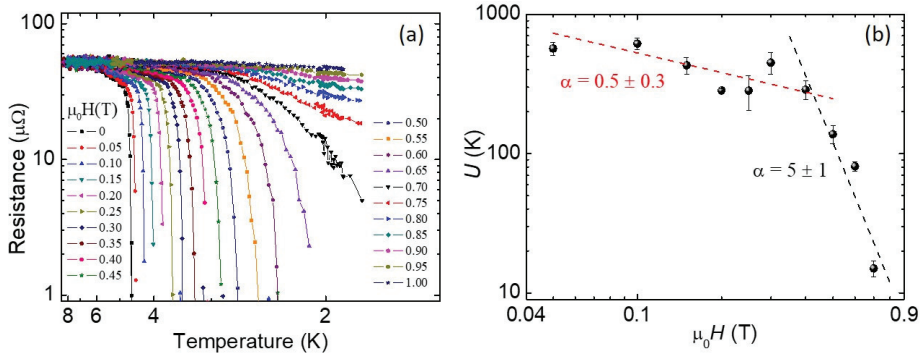 (a)
100
10
1
Resistance (μΩ)
μ₀H(T)
0
0.05
0.10
0.15
0.20
0.25
0.30
0.35
0.40
0.45
0.50
0.55
0.60
0.65
0.70
0.75
0.80
0.85
0.90
0.95
1.00
8 6 4 2
Temperature (K)
(b)
1000
100
10
U (K)
α = 0.5 ± 0.3
α = 5 ± 1
0.04 0.1 0.9
μ₀H (T)